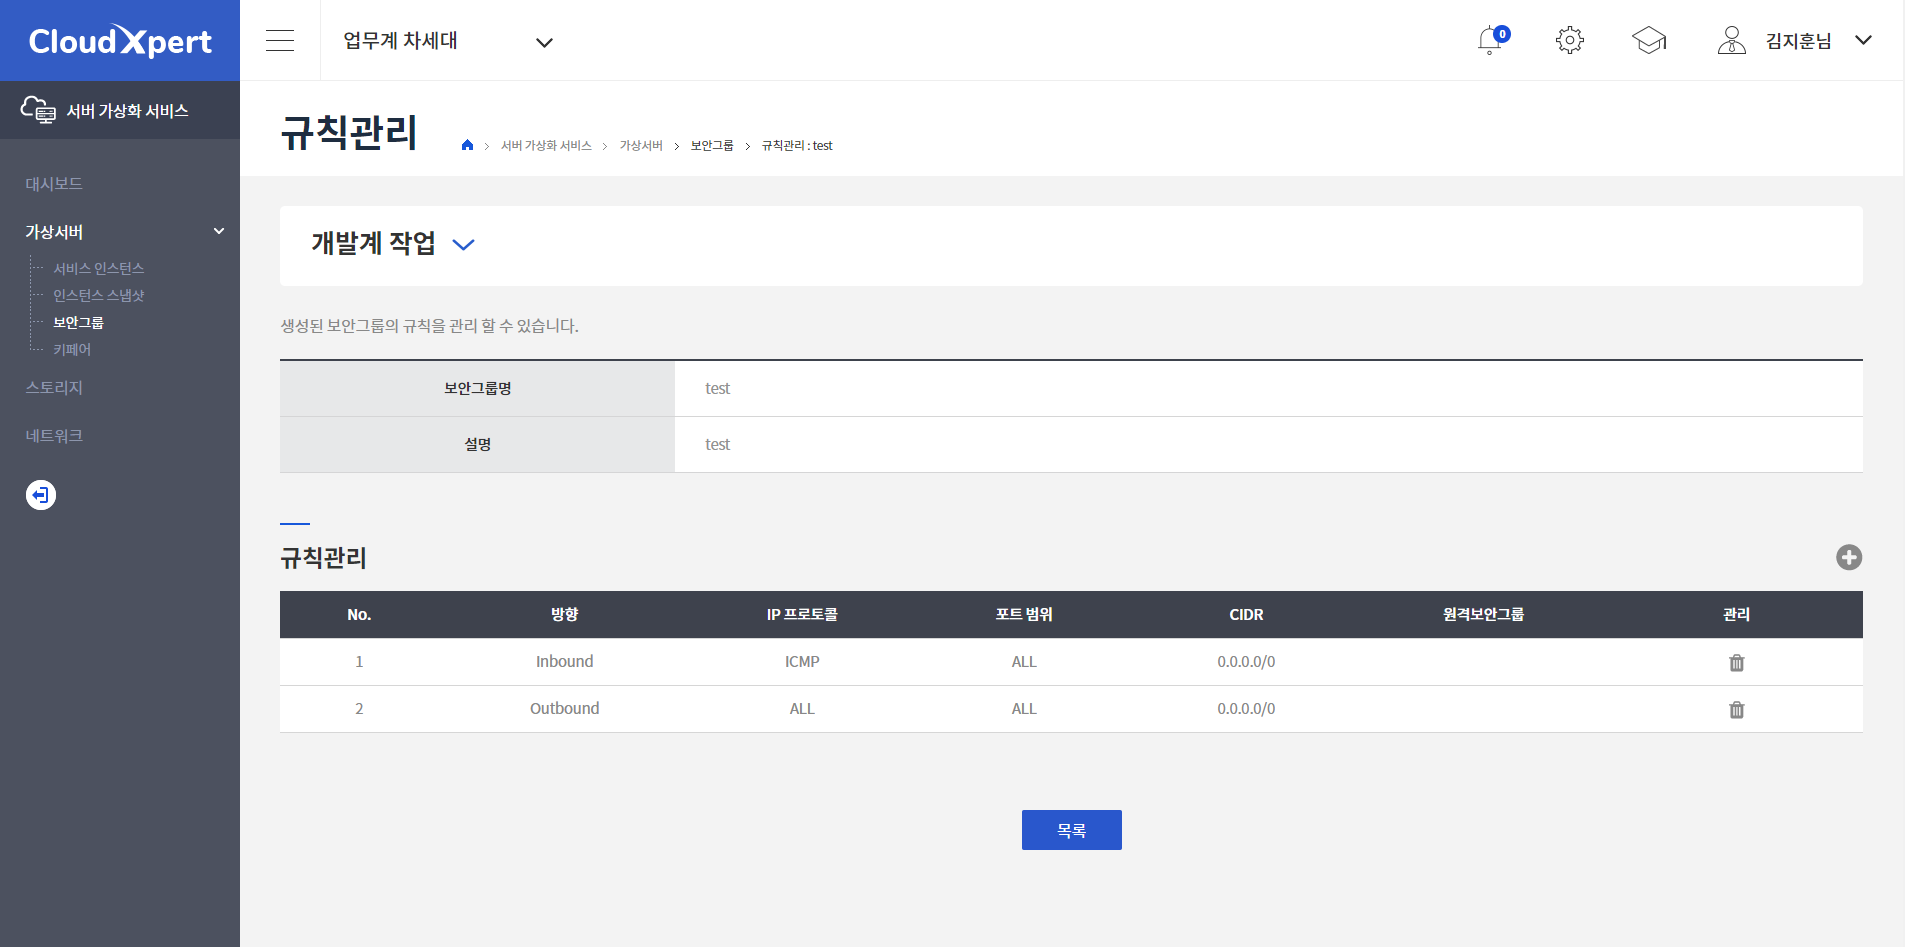 CloudXpert
업무계 차세대
0
김지훈님
서버 가상화 서비스
대시보드
가상서버
서비스 인스턴스
인스턴스 스냅샷
보안그룹
키페어
스토리지
네트워크
규칙관리
서버 가상화 서비스 > 가상서버 > 보안그룹 > 규칙관리 : test
개발계 작업
생성된 보안그룹의 규칙을 관리 할 수 있습니다.
보안그룹명 test
설명 test
규칙관리
No. 방향 IP 프로토콜 포트 범위 CIDR 원격보안그룹 관리
1 Inbound ICMP ALL 0.0.0.0/0
2 Outbound ALL ALL 0.0.0.0/0
목록